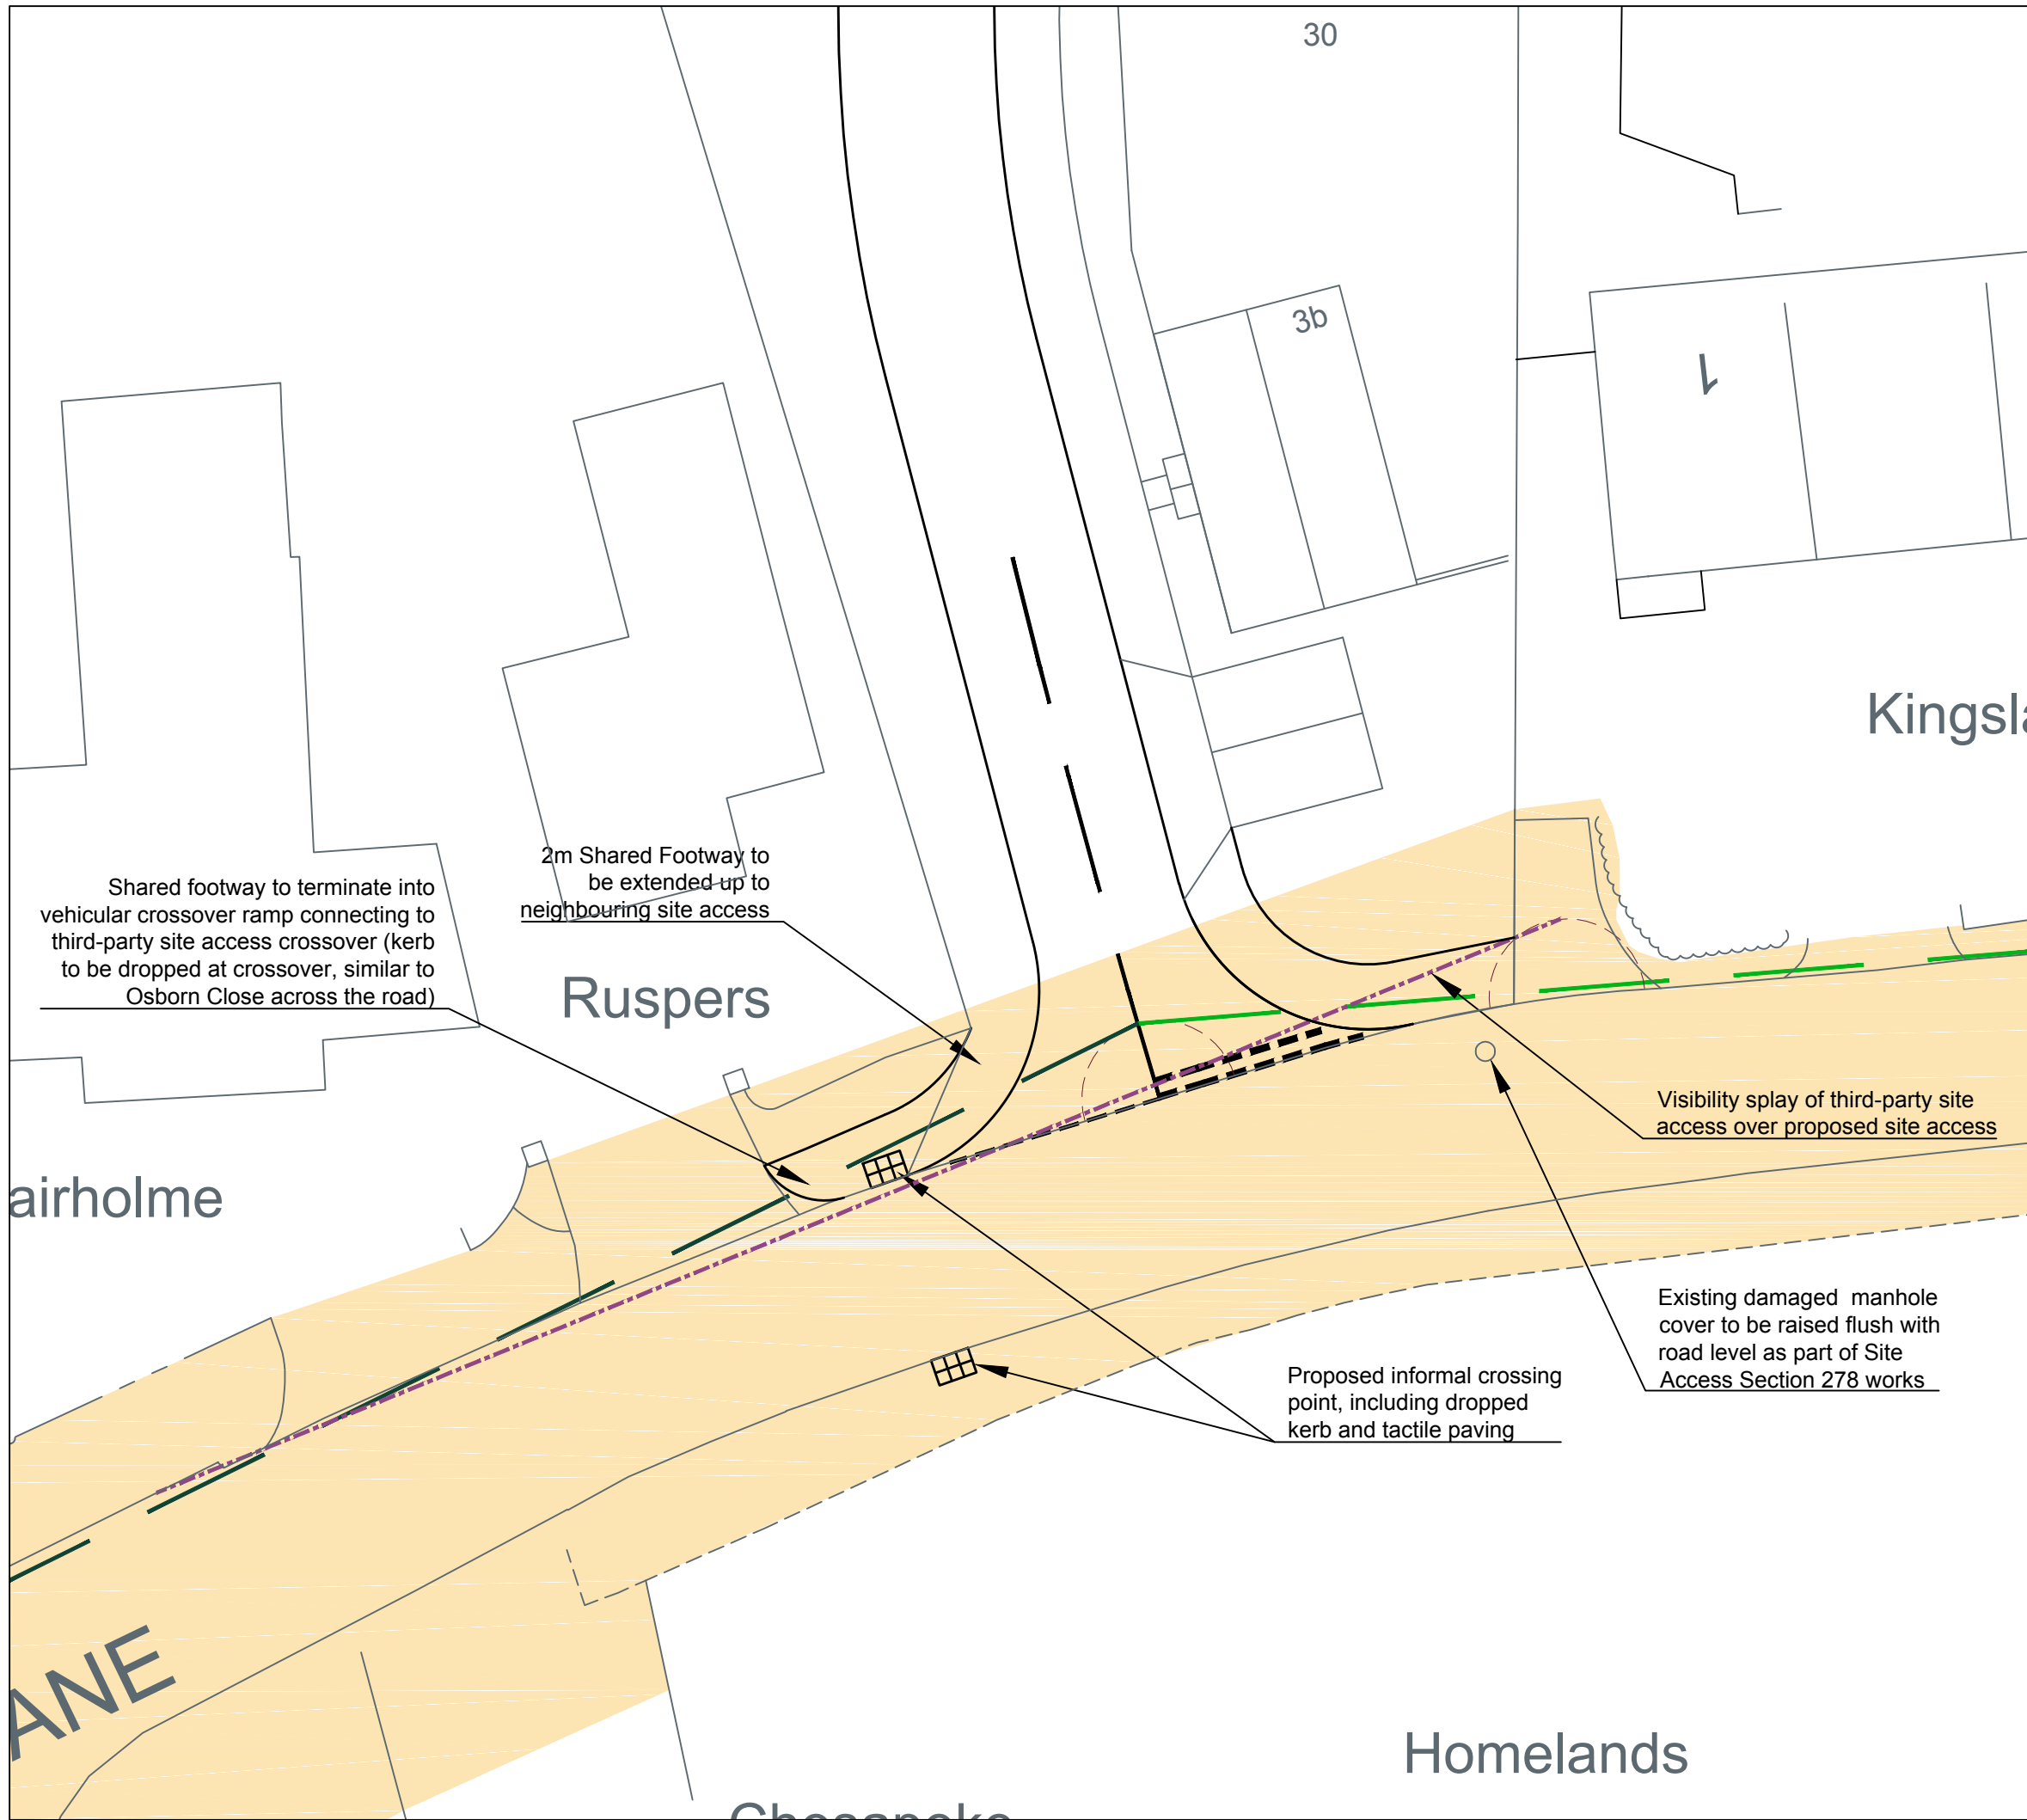 30
3b
1
Kingsla
2m Shared Footway to
be extended up to
neighbouring site access
Shared footway to terminate into
vehicular crossover ramp connecting to
third-party site access crossover (kerb
to be dropped at crossover, similar to
Osborn Close across the road)
Ruspers
Visibility splay of third-party site
access over proposed site access
airholme
Existing damaged manhole
cover to be raised flush with
road level as part of Site
Access Section 278 works
Proposed informal crossing
point, including dropped
kerb and tactile paving
ANE
Homelands
Chesapeke